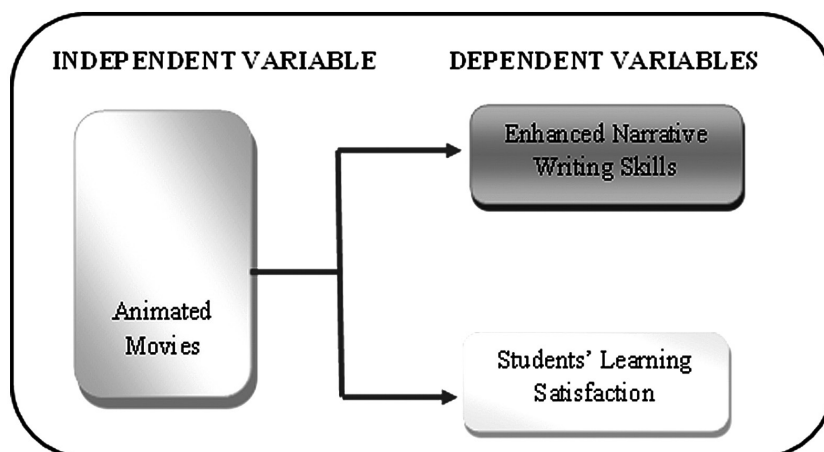 INDEPENDENT VARIABLE
DEPENDENT VARIABLES
Enhanced Narrative
Writing Skills
Animated
Movies
Students’ Learning
Satisfaction